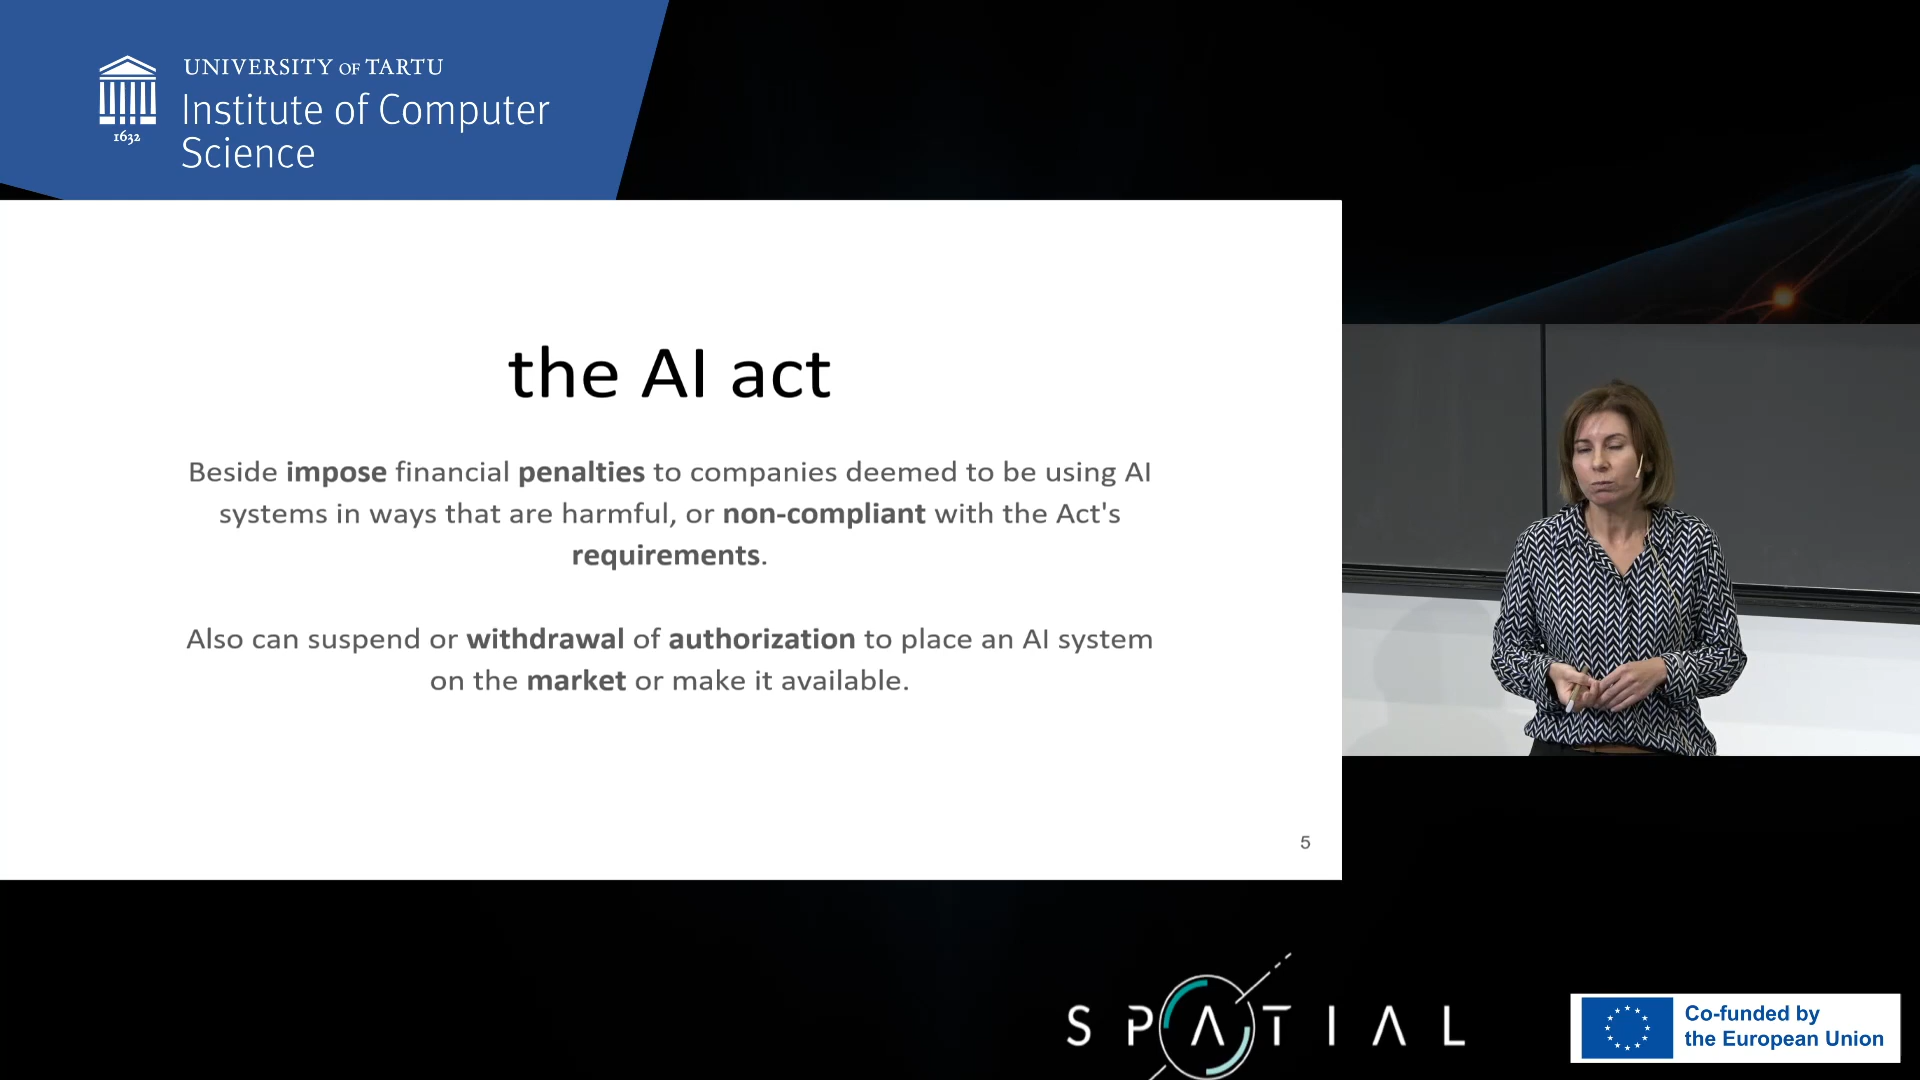 UNIVERSITY OF TARTU
Institute of Computer
Science
1632
the AI act
Beside impose financial penalties to companies deemed to be using AI
systems in ways that are harmful, or non-compliant with the Act's
requirements.
Also can suspend or withdrawal of authorization to place an AI system
on the market or make it available.
5
SPATIAL
Co-funded by
the European Union